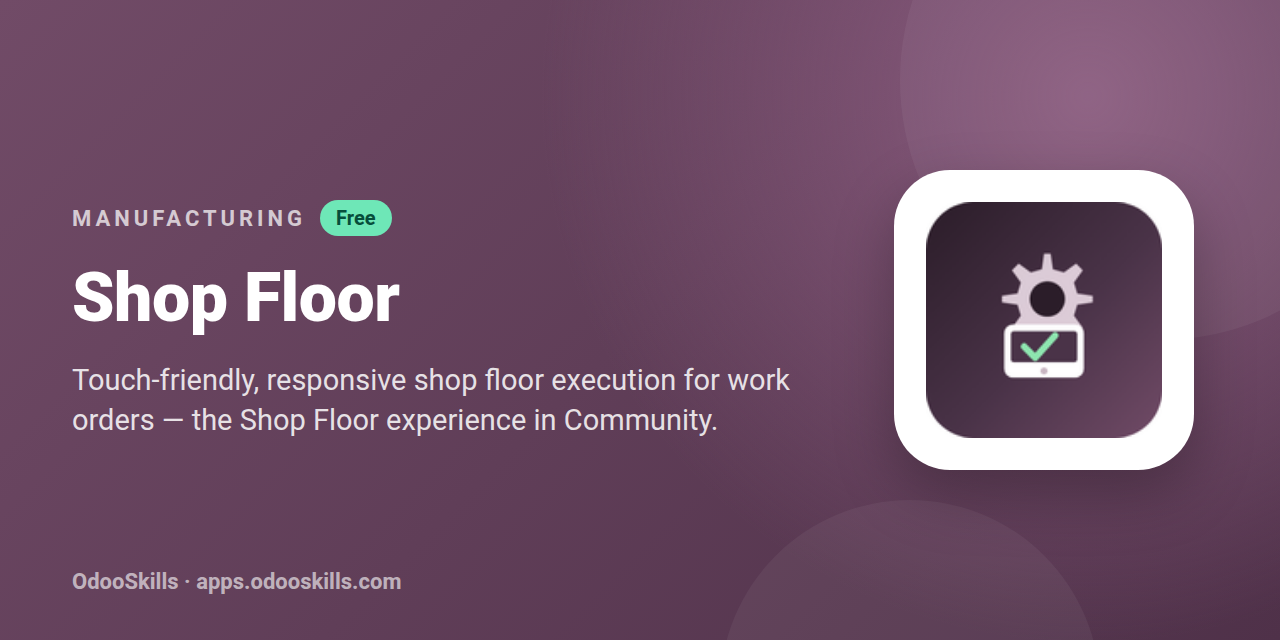 MANUFACTURING Free
Shop Floor
Touch-friendly, responsive shop floor execution for work
orders — the Shop Floor experience in Community.
OdooSkills · apps.odooskills.com